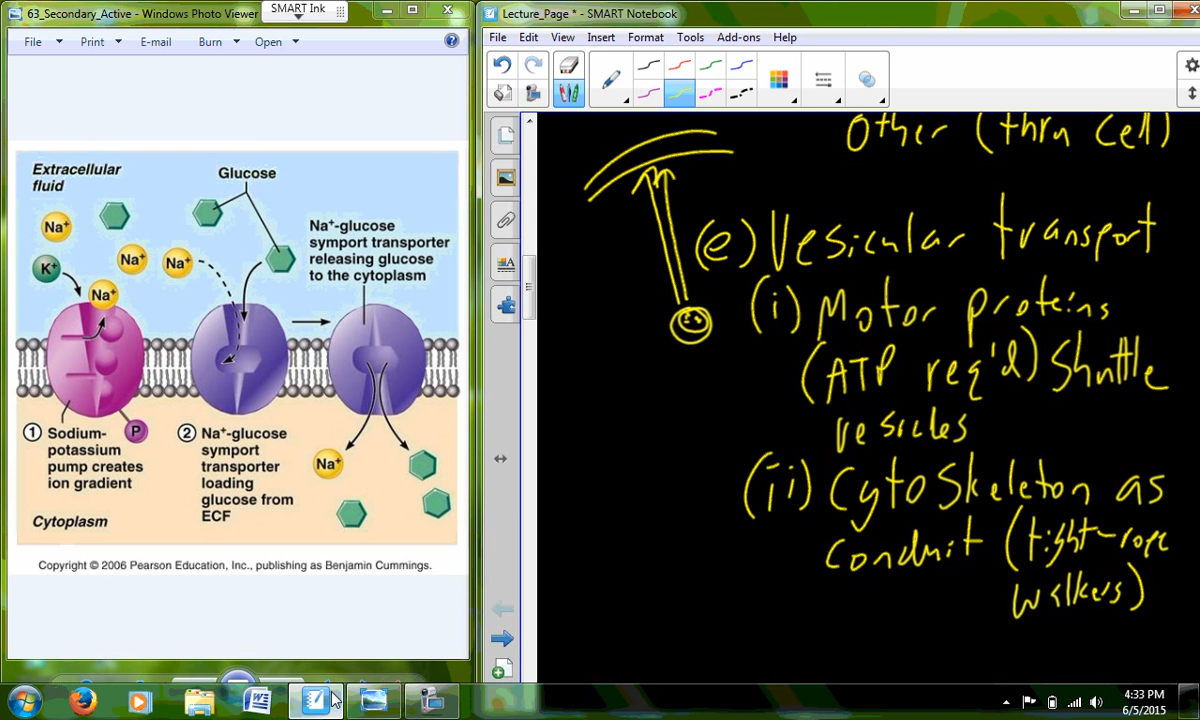 63_Secondary_Active - Windows Photo Viewer
SMART Ink
File Print E-mail Burn Open
Extracellular
fluid
Glucose
Na+
Na+
Na+
K+
Na+
Na+-glucose
symport transporter
releasing glucose
to the cytoplasm
P
1 Sodium-
potassium
pump creates
ion gradient
2 Na+-glucose
symport
transporter
loading
glucose from
ECF
Na+
Cytoplasm
Copyright © 2006 Pearson Education, Inc., publishing as Benjamin Cummings.
Lecture_Page * - SMART Notebook
File Edit View Insert Format Tools Add-ons Help
Other (thru cell)
(e) Vesicular transport
(i) Motor proteins
(ATP req'd) Shuttle
vesicles
(ii) Cytoskeleton as
conduit (tight-rope
walkers)
4:33 PM
6/5/2015